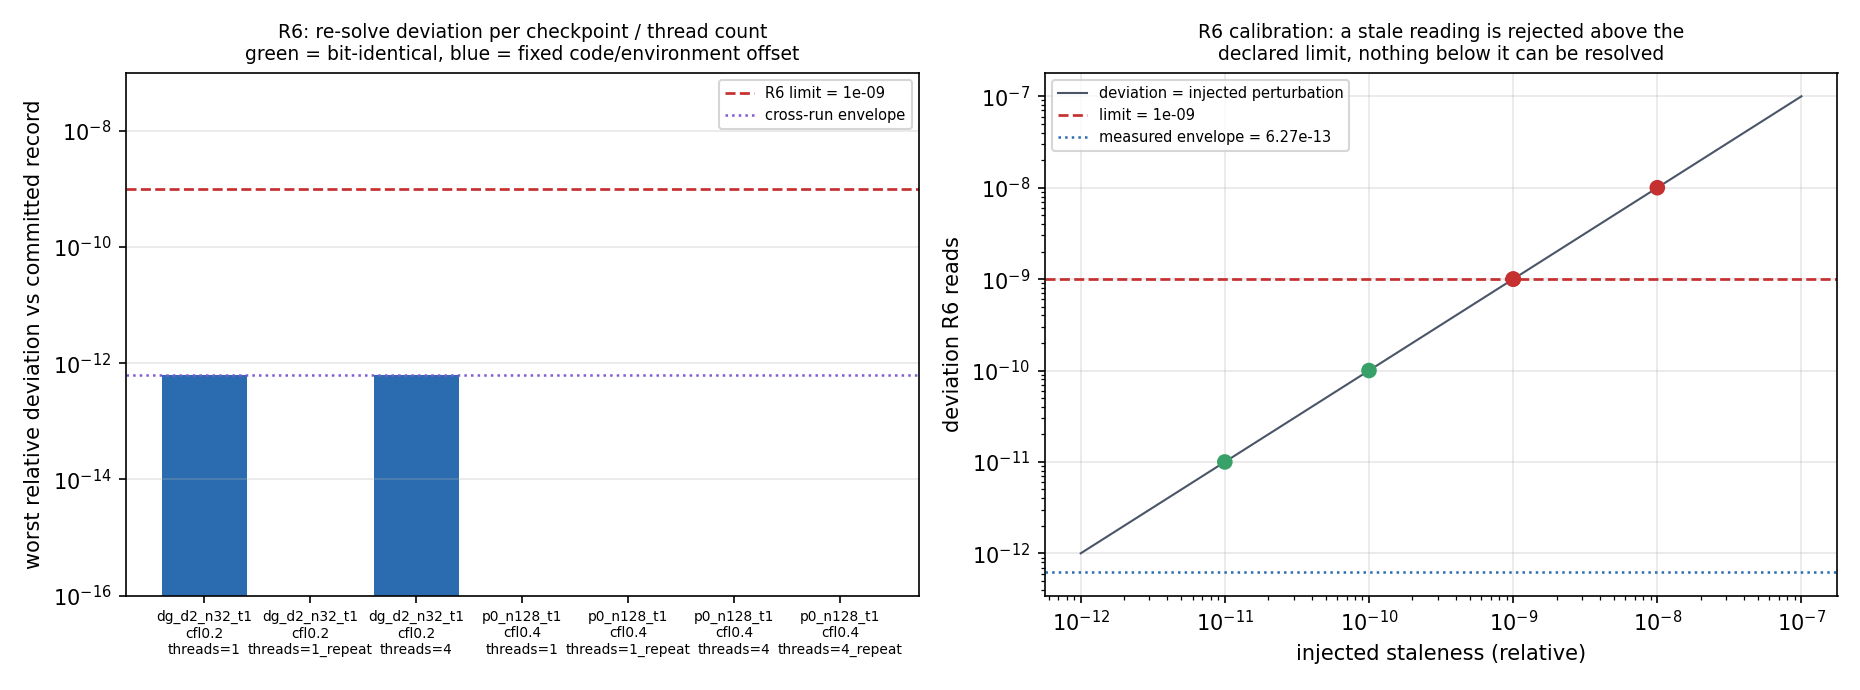 R6: re-solve deviation per checkpoint / thread count
green = bit-identical, blue = fixed code/environment offset
worst relative deviation vs committed record
10⁻⁸
10⁻¹⁰
10⁻¹²
10⁻¹⁴
10⁻¹⁶
R6 limit = 1e-09
cross-run envelope
dg_d2_n32_t1
cfl0.2
threads=1
dg_d2_n32_t1
cfl0.2
threads=1_repeat
dg_d2_n32_t1
cfl0.2
threads=4
p0_n128_t1
cfl0.4
threads=1
p0_n128_t1
cfl0.4
threads=1_repeat
p0_n128_t1
cfl0.4
threads=4
p0_n128_t1
cfl0.4
threads=4_repeat
R6 calibration: a stale reading is rejected above the
declared limit, nothing below it can be resolved
deviation R6 reads
10⁻⁷
10⁻⁸
10⁻⁹
10⁻¹⁰
10⁻¹¹
10⁻¹²
deviation = injected perturbation
limit = 1e-09
measured envelope = 6.27e-13
10⁻¹²
10⁻¹¹
10⁻¹⁰
10⁻⁹
10⁻⁸
10⁻⁷
injected staleness (relative)